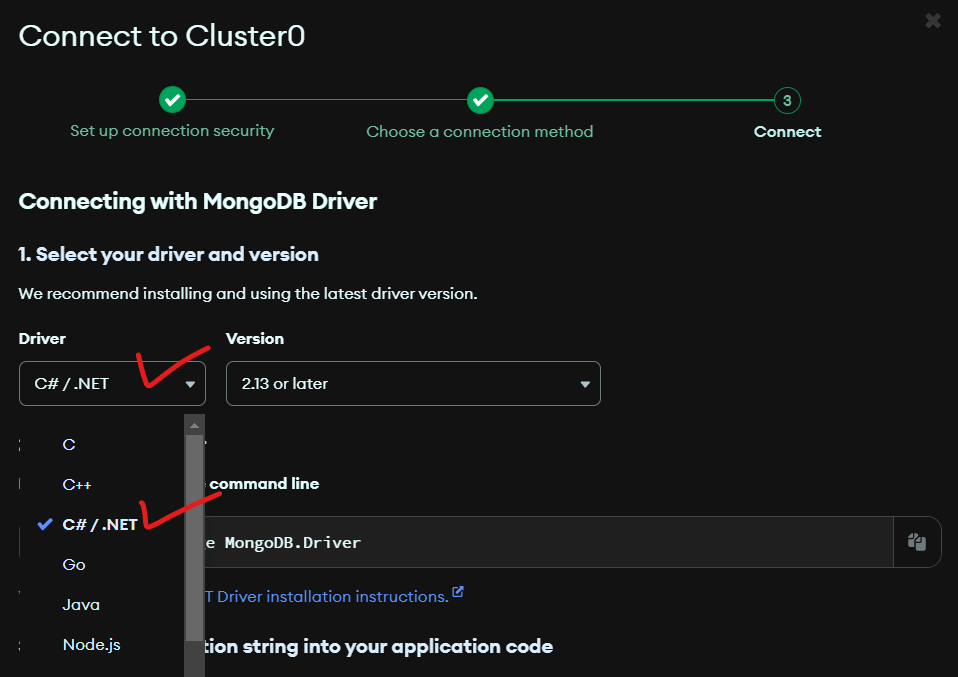 Connect to Cluster0
3
Set up connection security
Choose a connection method
Connect
Connecting with MongoDB Driver
1. Select your driver and version
We recommend installing and using the latest driver version.
Driver
Version
C# / .NET
2.13 or later
C
command line
C++
C# / .NET
e MongoDB.Driver
Go
T Driver installation instructions.
Java
Node.js
tion string into your application code